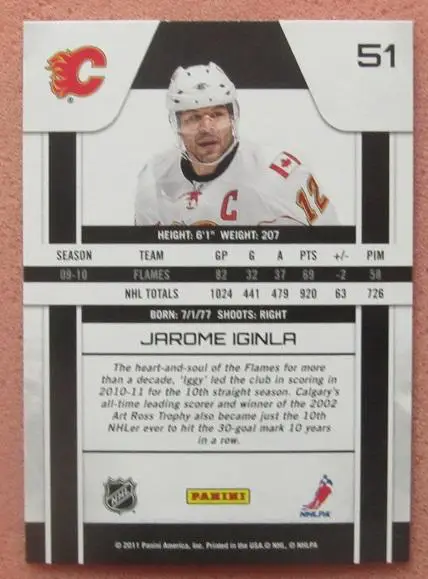 51
C
C
12
HEIGHT: 6'1" WEIGHT: 207
SEASON TEAM GP G A PTS +/- PIM
09-10 FLAMES 82 32 37 69 -2 58
NHL TOTALS 1024 441 479 920 63 726
BORN: 7/1/77 SHOOTS: RIGHT
JAROME IGINLA
The heart-and-soul of the Flames for more
than a decade, 'Iggy' led the club in scoring in
2010-11 for the 10th straight season. Calgary's
all-time leading scorer and winner of the 2002
Art Ross Trophy also became just the 10th
NHLer ever to hit the 30-goal mark 10 years
in a row.
NHL
PANINI
NHLPA
© 2011 Panini America, Inc. Printed in the USA. © NHL, © NHLPA